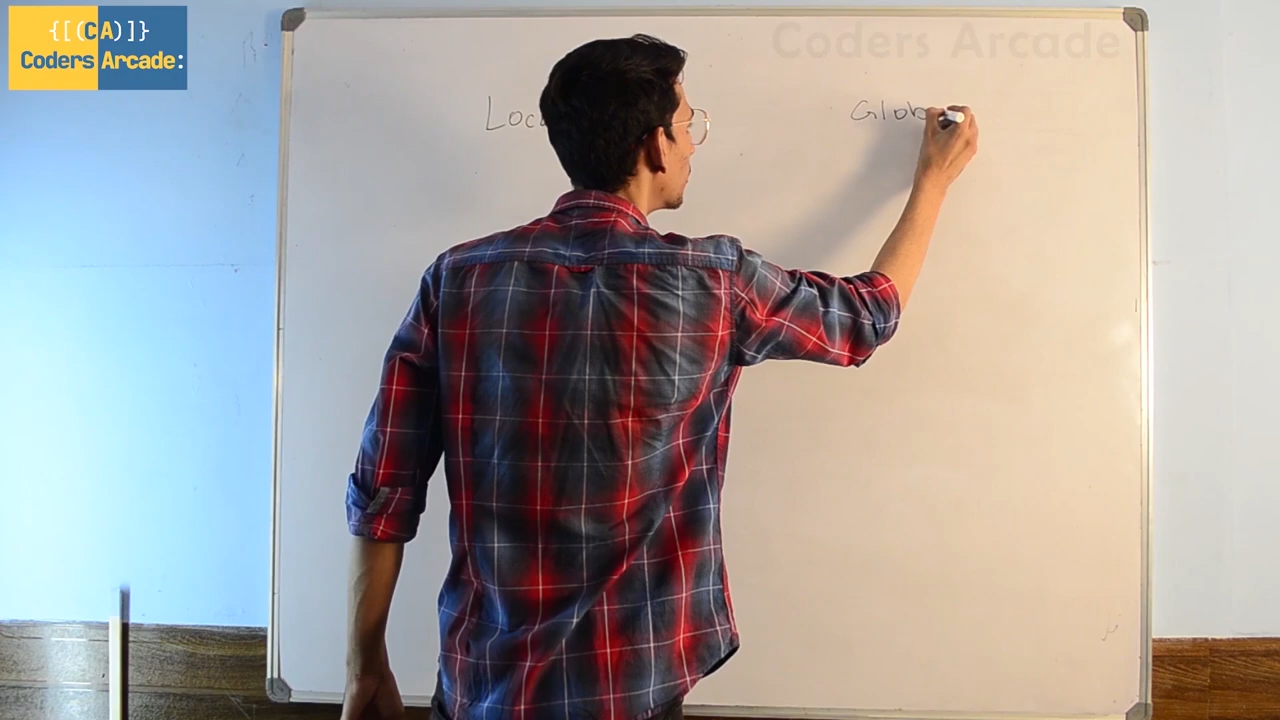 {[(CA)]}
Coders Arcade:
Coders Arcade
Loc
Glob